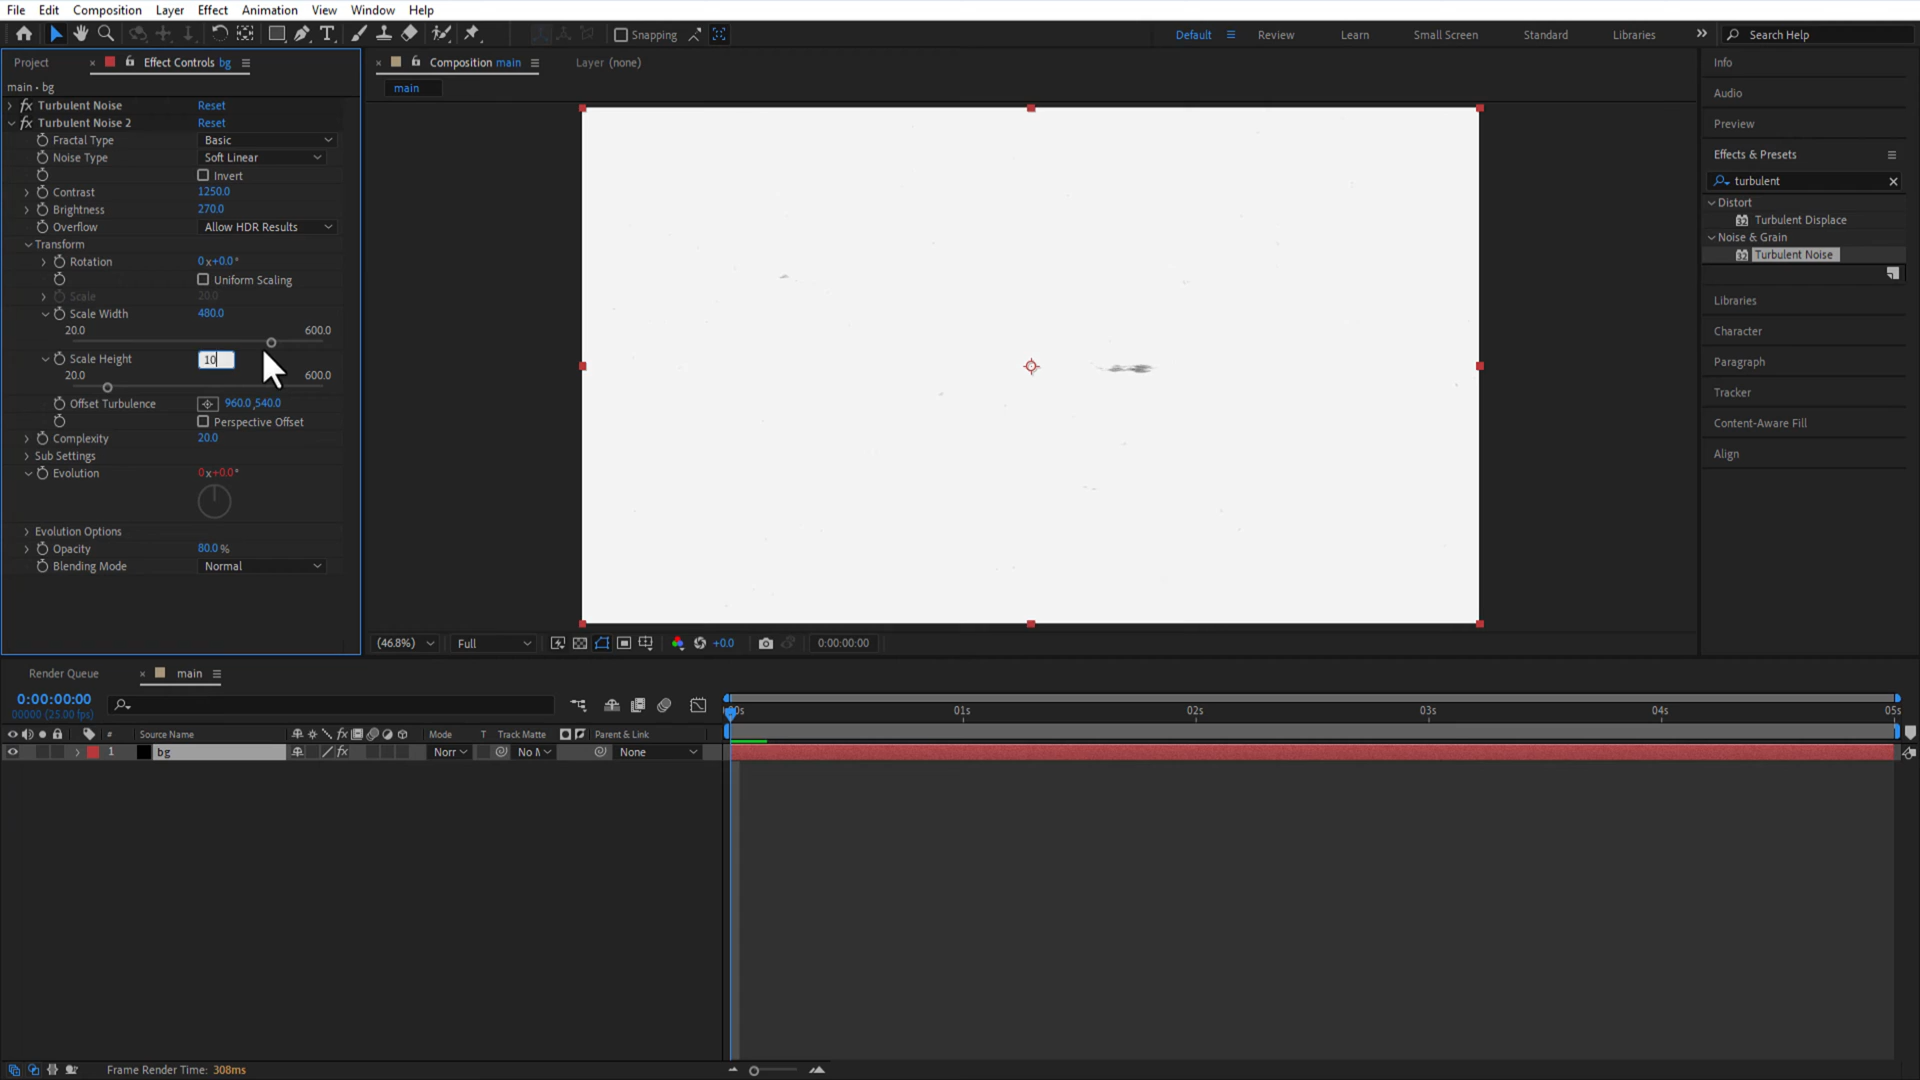 File Edit Composition Layer Effect Animation View Window Help
Snapping Default Review Learn Small Screen Standard Libraries Search Help
Project Effect Controls bg Composition main Layer (none) Info
main • bg main
Turbulent Noise Reset Audio
Turbulent Noise 2 Reset Preview
Fractal Type Basic
Noise Type Soft Linear Effects & Presets
Invert turbulent
Contrast 1250.0 Distort
Brightness 270.0 Turbulent Displace
Overflow Allow HDR Results Noise & Grain
Transform Turbulent Noise
Rotation 0x+0.0°
Uniform Scaling
Scale 20.0 Libraries
Scale Width 480.0
20.0 600.0 Character
Scale Height 10 Paragraph
20.0 600.0 Tracker
Offset Turbulence 960.0,540.0
Perspective Offset Content-Aware Fill
Complexity 20.0
Sub Settings Align
Evolution 0x+0.0°
Evolution Options
Opacity 80.0 %
Blending Mode Normal
(46.8%) Full +0.0 0:00:00:00
Render Queue main
0:00:00:00
00000 (25.00 fps) 01s 02s 03s 04s 05s
# Source Name fx Mode T Track Matte Parent & Link
1 bg fx Norr No None
Frame Render Time: 308ms